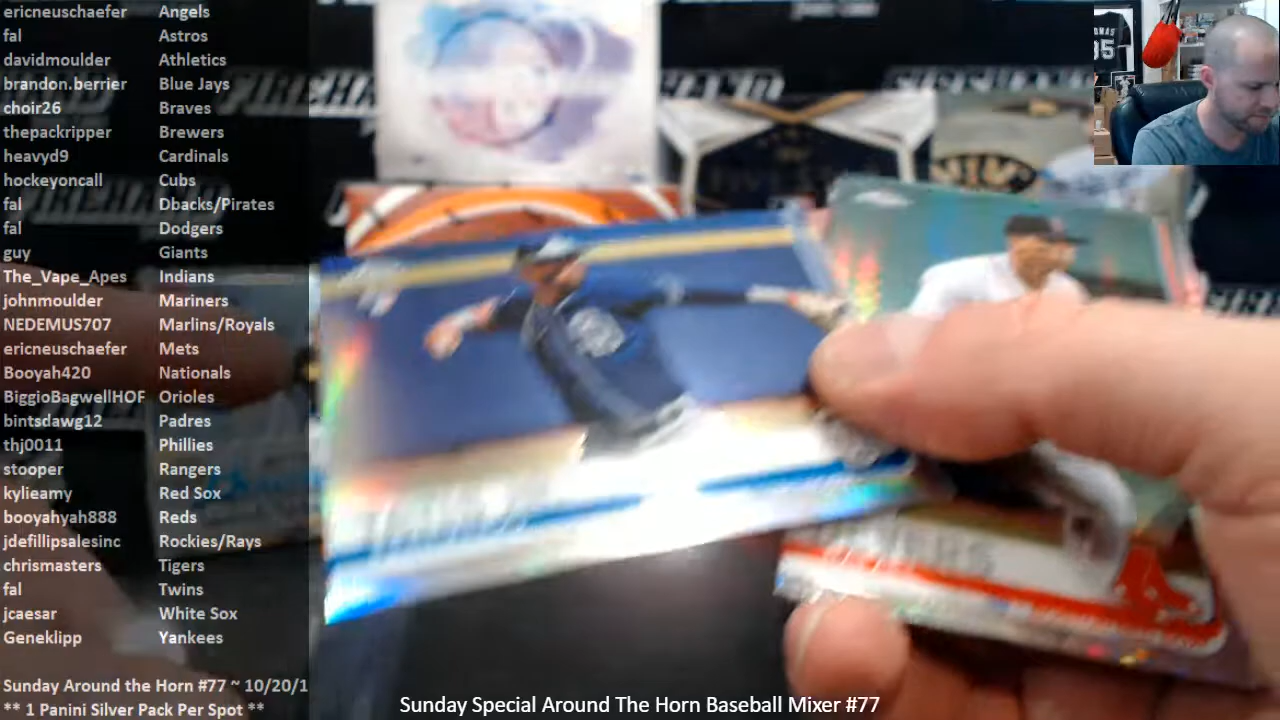 ericneuschaefer Angels
fal Astros
davidmoulder Athletics
brandon.berrier Blue Jays
choir26 Braves
thepackripper Brewers
heavyd9 Cardinals
hockeyoncall Cubs
fal Dbacks/Pirates
fal Dodgers
guy Giants
The_Vape_Apes Indians
johnmoulder Mariners
NEDEMUS707 Marlins/Royals
ericneuschaefer Mets
Booyah420 Nationals
BiggioBagwellHOF Orioles
bintsdawg12 Padres
thj0011 Phillies
stooper Rangers
kylieamy Red Sox
booyahyah888 Reds
jdefillipsalesinc Rockies/Rays
chrismasters Tigers
fal Twins
jcaesar White Sox
Geneklipp Yankees
Sunday Around the Horn #77 ~ 10/20/1
** 1 Panini Silver Pack Per Spot **
Sunday Special Around The Horn Baseball Mixer #77